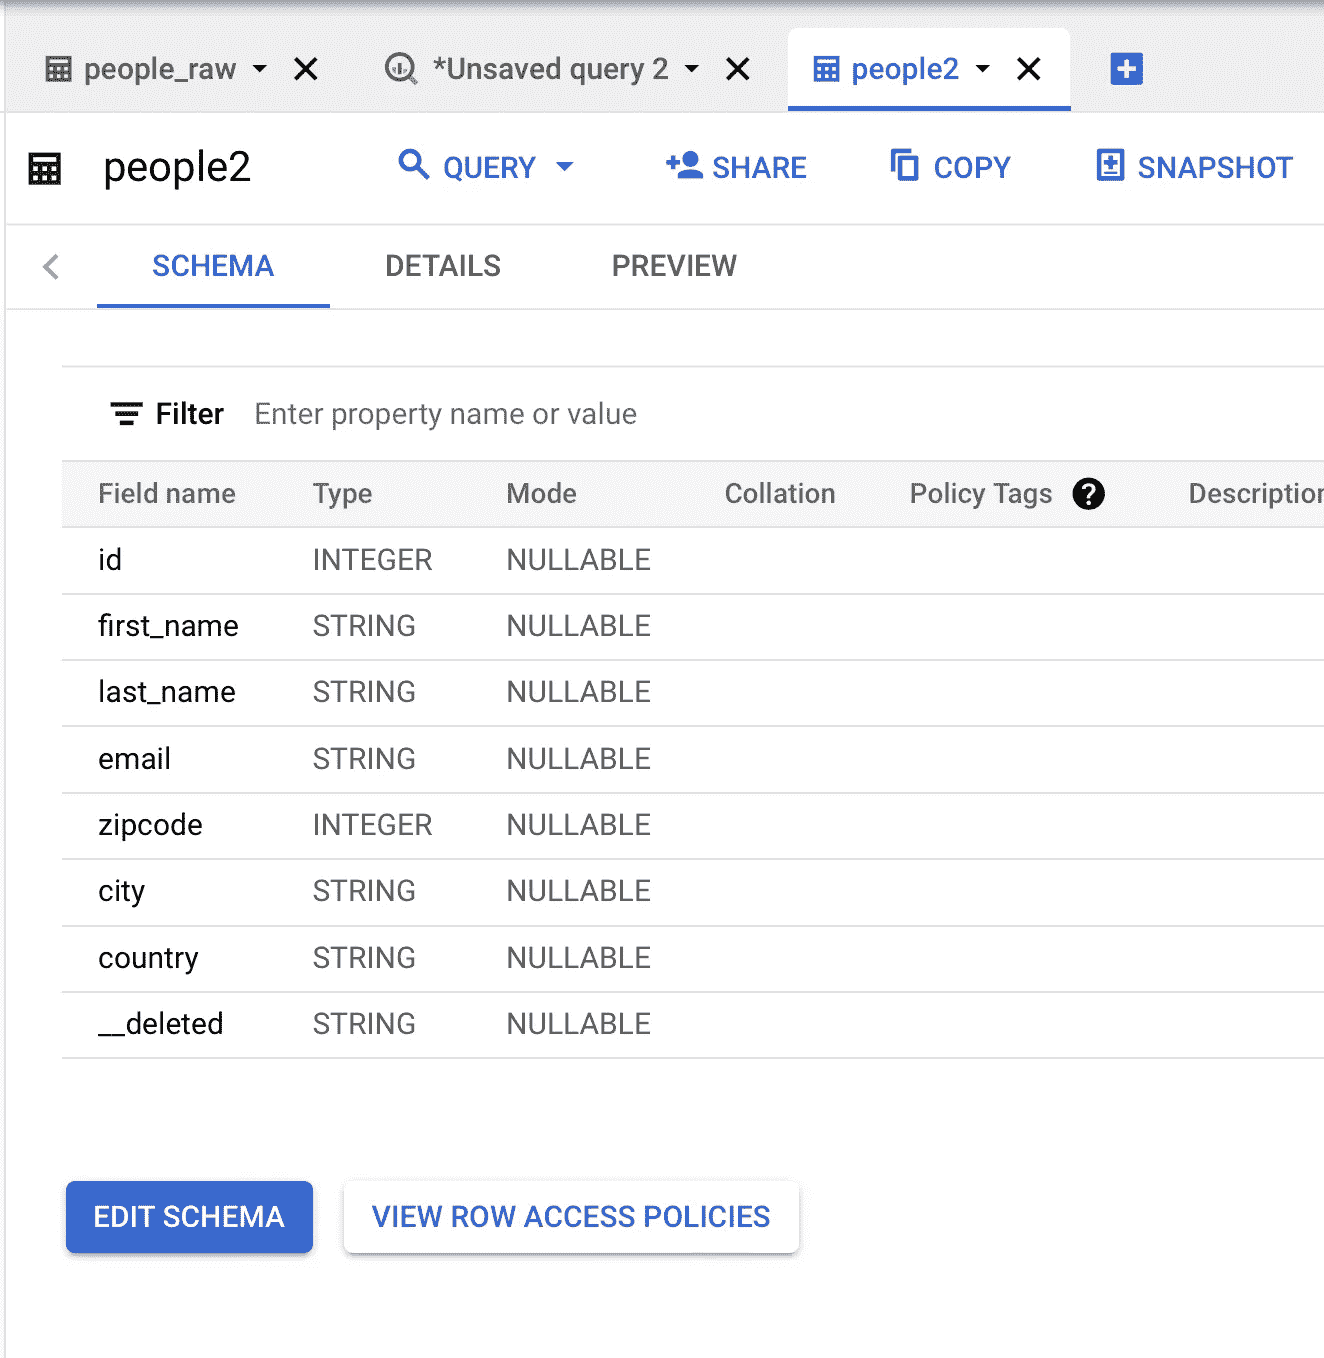 people_raw *Unsaved query 2 people2
people2 QUERY SHARE COPY SNAPSHOT
SCHEMA DETAILS PREVIEW
Filter Enter property name or value
Field name Type Mode Collation Policy Tags ? Description
id INTEGER NULLABLE
first_name STRING NULLABLE
last_name STRING NULLABLE
email STRING NULLABLE
zipcode INTEGER NULLABLE
city STRING NULLABLE
country STRING NULLABLE
__deleted STRING NULLABLE
EDIT SCHEMA VIEW ROW ACCESS POLICIES